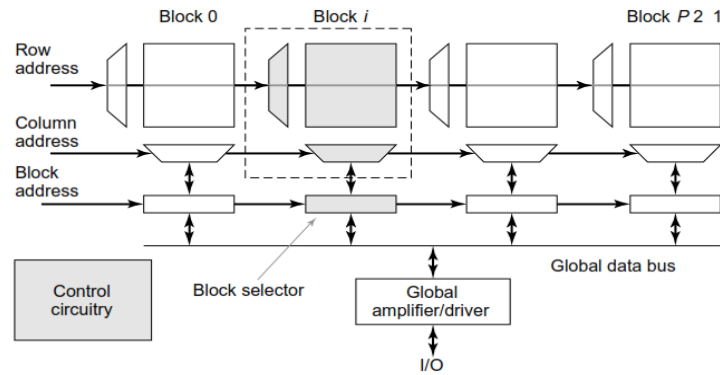 Block 0
Block i
Block P 2 1
Row
address
Column
address
Block
address
Global data bus
Block selector
Control
circuitry
Global
amplifier/driver
I/O